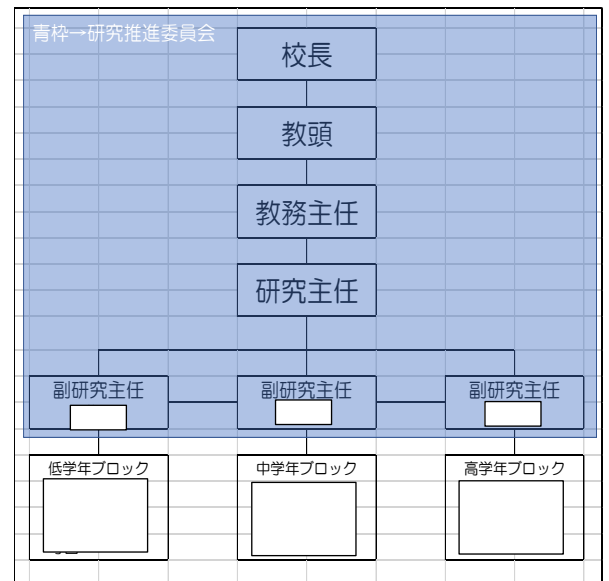 青枠→研究推進委員会
校長
教頭
教務主任
研究主任
副研究主任
副研究主任
副研究主任
低学年ブロック
中学年ブロック
高学年ブロック